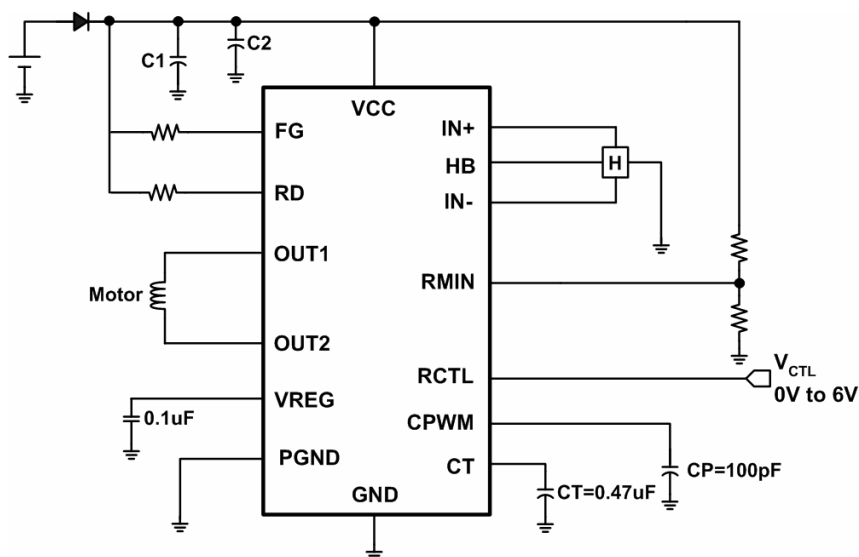 C1
C2
VCC
FG
IN+
HB
H
RD
IN-
OUT1
Motor
RMIN
OUT2
RCTL
VCTL
0V to 6V
VREG
0.1uF
CPWM
PGND
CT
CP=100pF
GND
CT=0.47uF